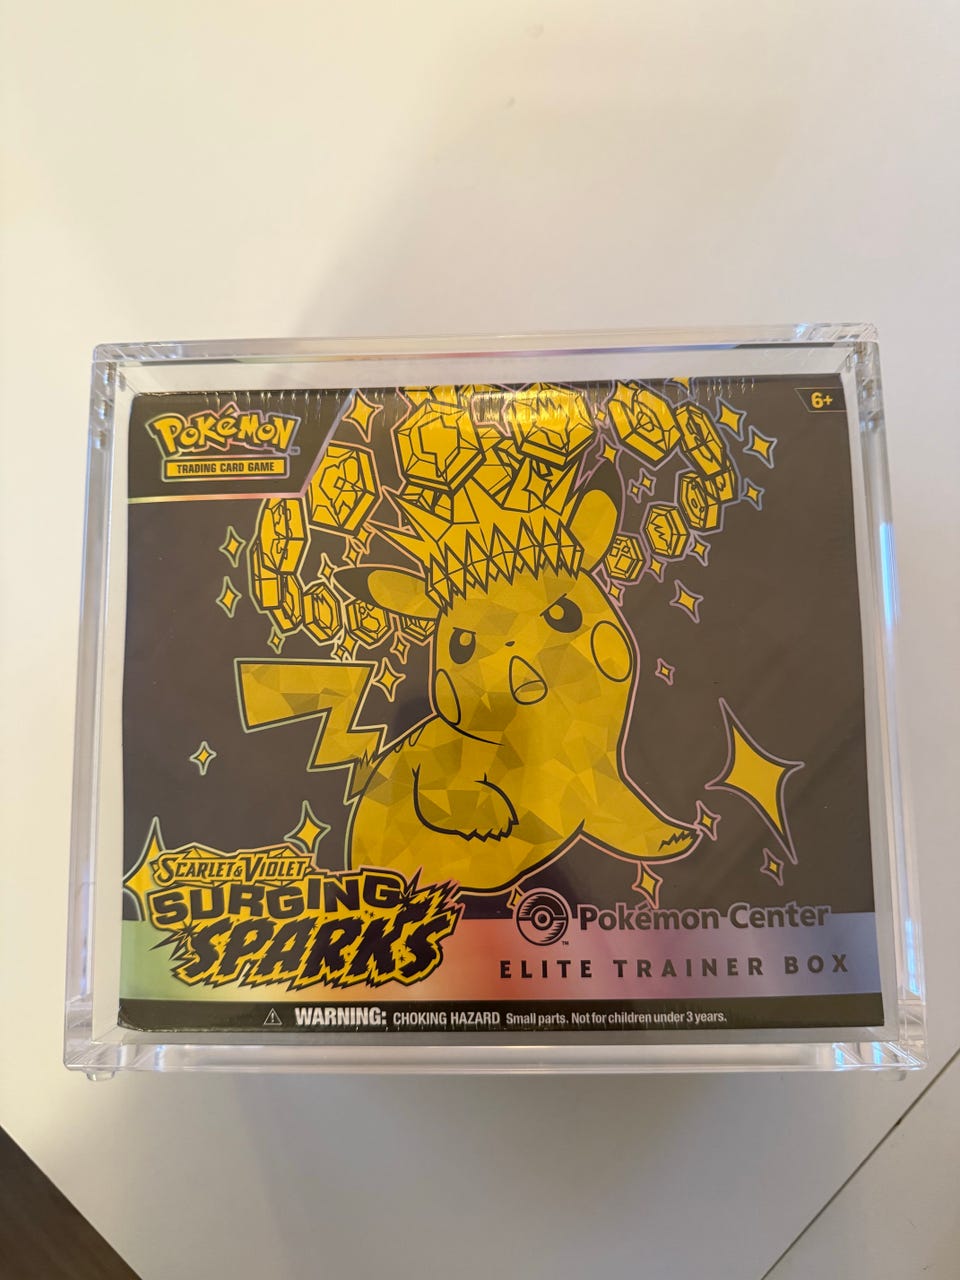 6+
POKéMON
TRADING CARD GAME
SCARLET & VIOLET
SURGING
SPARKS
Pokémon Center
TM
ELITE TRAINER BOX
WARNING: CHOKING HAZARD Small parts. Not for children under 3 years.